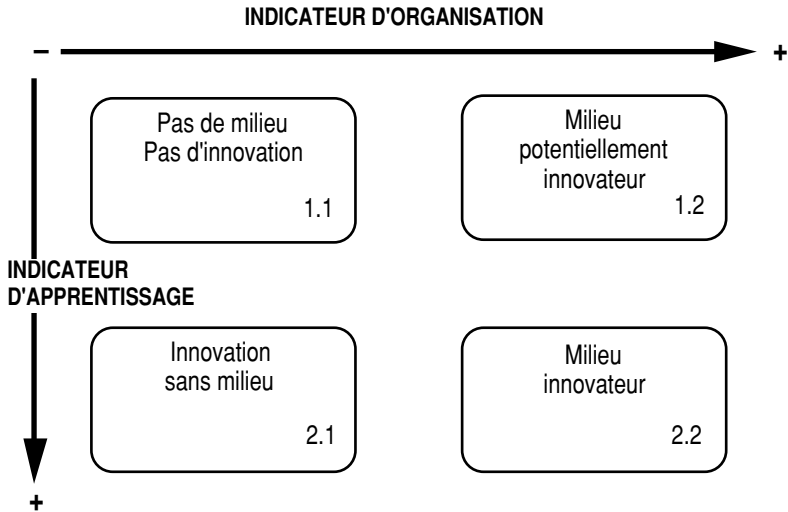 INDICATEUR D'ORGANISATION
– +
Pas de milieu
Pas d'innovation
1.1
Milieu
potentiellement
innovateur
1.2
INDICATEUR
D'APPRENTISSAGE
Innovation
sans milieu
2.1
Milieu
innovateur
2.2
+